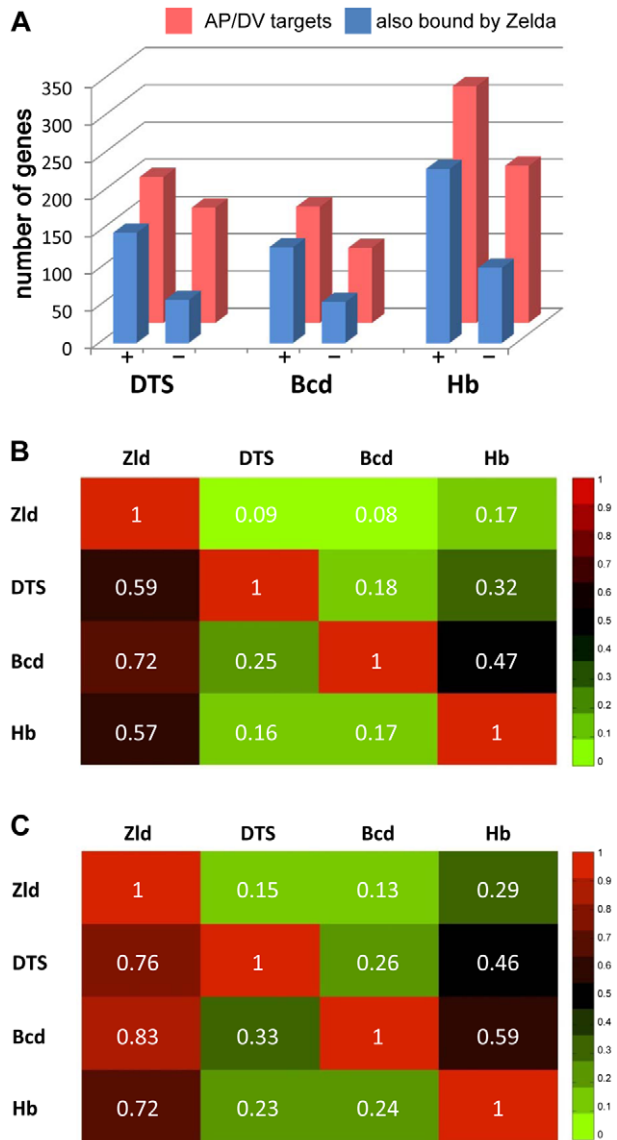 A
AP/DV targets also bound by Zelda
number of genes
350
300
250
200
150
100
50
0
+ − + − + −
DTS Bcd Hb
B
Zld DTS Bcd Hb
Zld 1 0.09 0.08 0.17
DTS 0.59 1 0.18 0.32
Bcd 0.72 0.25 1 0.47
Hb 0.57 0.16 0.17 1
1
0.9
0.8
0.7
0.6
0.5
0.4
0.3
0.2
0.1
0
C
Zld DTS Bcd Hb
Zld 1 0.15 0.13 0.29
DTS 0.76 1 0.26 0.46
Bcd 0.83 0.33 1 0.59
Hb 0.72 0.23 0.24 1
1
0.9
0.8
0.7
0.6
0.5
0.4
0.3
0.2
0.1
0